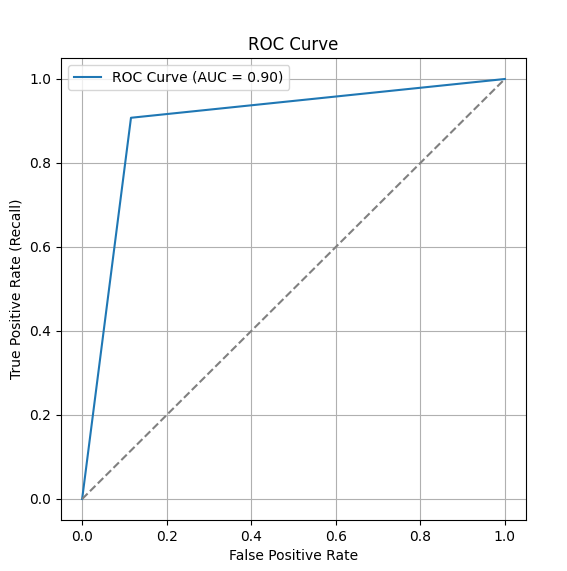 ROC Curve
ROC Curve (AUC = 0.90)
1.0
0.8
0.6
0.4
0.2
0.0
True Positive Rate (Recall)
0.0 0.2 0.4 0.6 0.8 1.0
False Positive Rate